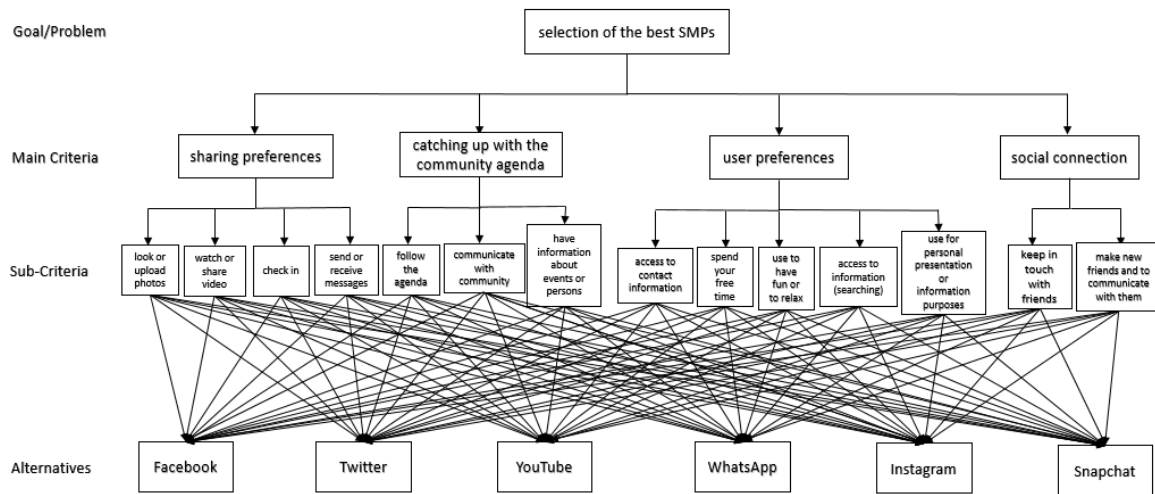 Goal/Problem
selection of the best SMPs
Main Criteria
sharing preferences
catching up with the
community agenda
user preferences
social connection
Sub-Criteria
look or
upload
photos
watch or
share
video
check in
send or
receive
messages
follow
the
agenda
communicate
with
community
have
information
about
events or
persons
access to
contact
information
spend
your
free
time
use to
have
fun or
to relax
access to
information
(searching)
use for
personal
presentation
or
information
purposes
keep in
touch
with
friends
make new
friends and to
communicate
with them
Alternatives
Facebook
Twitter
YouTube
WhatsApp
Instagram
Snapchat